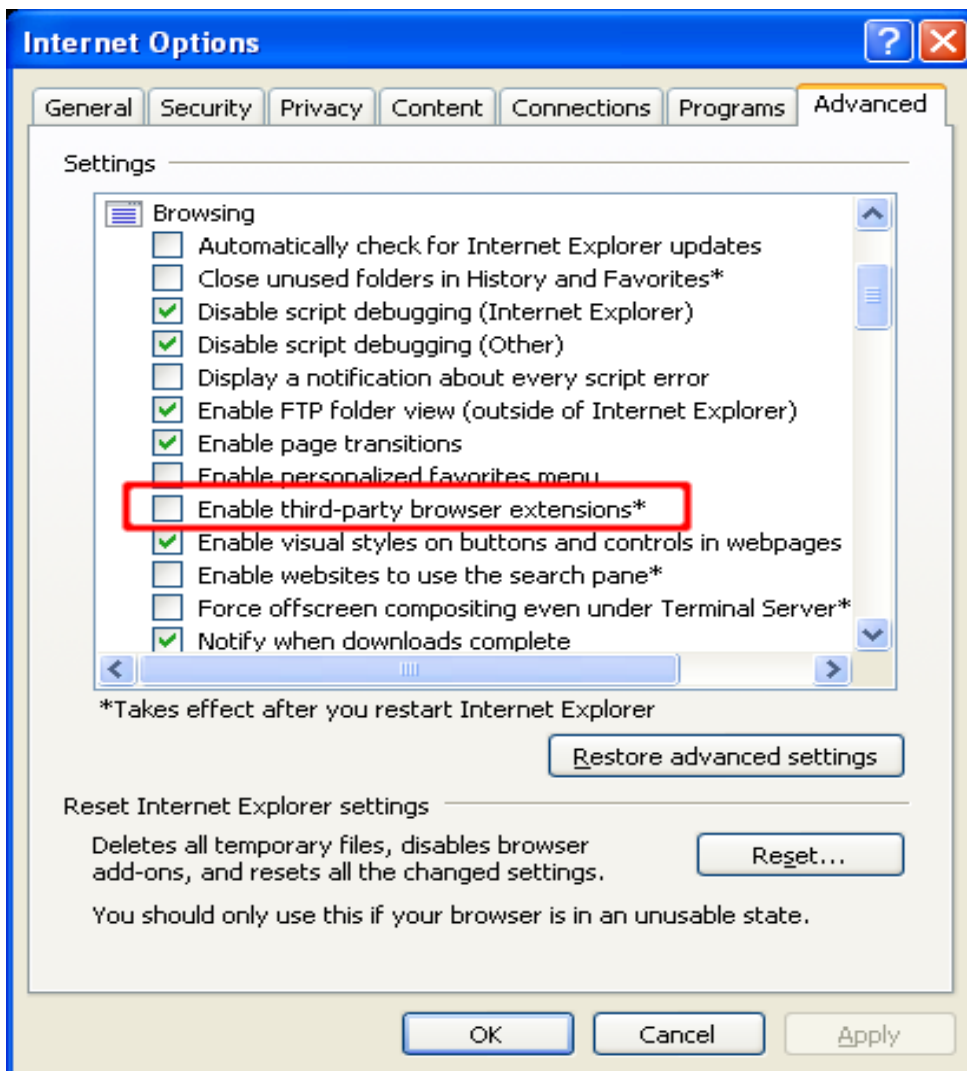 Internet Options
General Security Privacy Content Connections Programs Advanced
Settings
Browsing
Automatically check for Internet Explorer updates
Close unused folders in History and Favorites*
Disable script debugging (Internet Explorer)
Disable script debugging (Other)
Display a notification about every script error
Enable FTP folder view (outside of Internet Explorer)
Enable page transitions
Enable personalized favorites menu
Enable third-party browser extensions*
Enable visual styles on buttons and controls in webpages
Enable websites to use the search pane*
Force offscreen compositing even under Terminal Server*
Notify when downloads complete
*Takes effect after you restart Internet Explorer
Restore advanced settings
Reset Internet Explorer settings
Deletes all temporary files, disables browser
add-ons, and resets all the changed settings.
Reset...
You should only use this if your browser is in an unusable state.
OK Cancel Apply